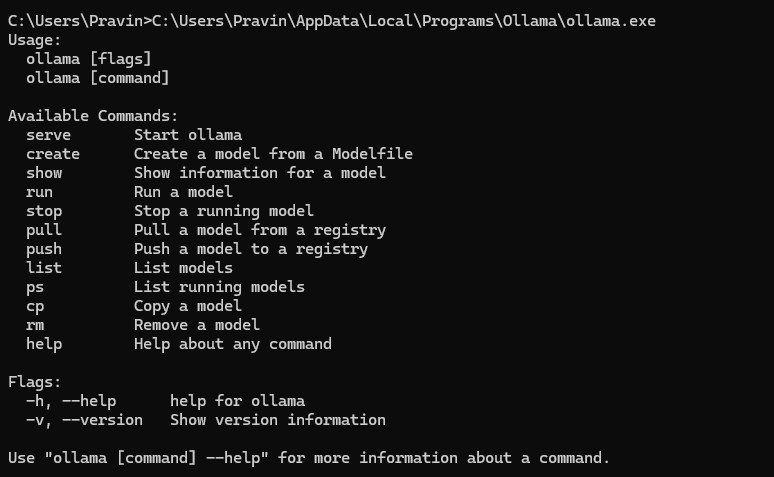 C:\Users\Pravin>C:\Users\Pravin\AppData\Local\Programs\Ollama\ollama.exe
Usage:
  ollama [flags]
  ollama [command]

Available Commands:
  serve       Start ollama
  create      Create a model from a Modelfile
  show        Show information for a model
  run         Run a model
  stop        Stop a running model
  pull        Pull a model from a registry
  push        Push a model to a registry
  list        List models
  ps          List running models
  cp          Copy a model
  rm          Remove a model
  help        Help about any command

Flags:
  -h, --help      help for ollama
  -v, --version   Show version information

Use "ollama [command] --help" for more information about a command.